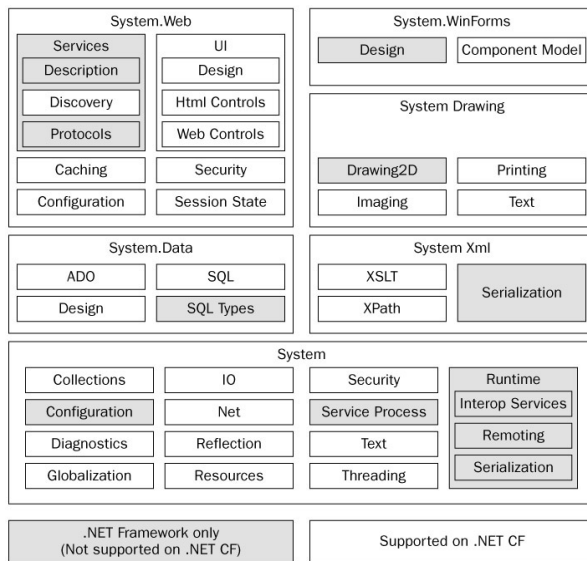 System.Web
Services
UI
Description
Design
Discovery
Html Controls
Protocols
Web Controls
Caching
Security
Configuration
Session State
System.WinForms
Design
Component Model
System Drawing
Drawing2D
Printing
Imaging
Text
System.Data
ADO
SQL
Design
SQL Types
System Xml
XSLT
Serialization
XPath
System
Collections
IO
Security
Runtime
Configuration
Net
Service Process
Interop Services
Diagnostics
Reflection
Text
Remoting
Globalization
Resources
Threading
Serialization
.NET Framework only
(Not supported on .NET CF)
Supported on .NET CF